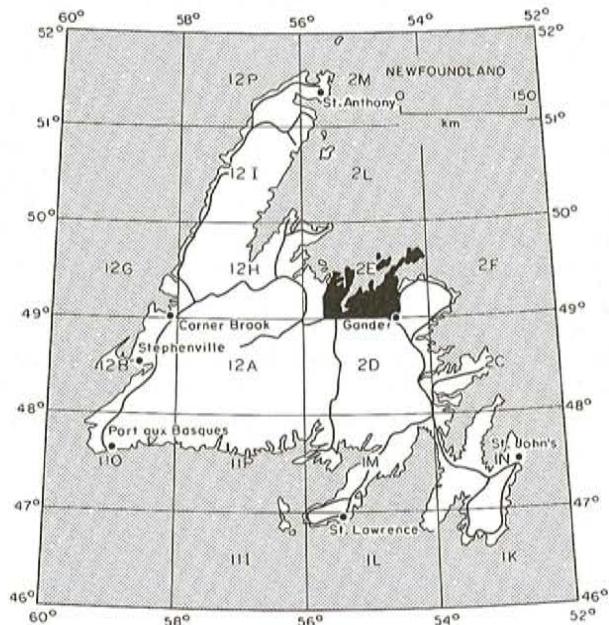 60° 58° 56° 54° 52°
52° 52°
12P 2M NEWFOUNDLAND
St. Anthony 0 150
km
51° 51°
12I 2L
50° 50°
12G 12H 2E 2F
49° 49°
Corner Brook Gander
Stephenville
12B 12A 2D 2C
48° 48°
Port aux Basques St. John's
11O 11P 1M 1N
47° 47°
St. Lawrence
11I 1L 1K
46° 46°
60° 58° 56° 54° 52°